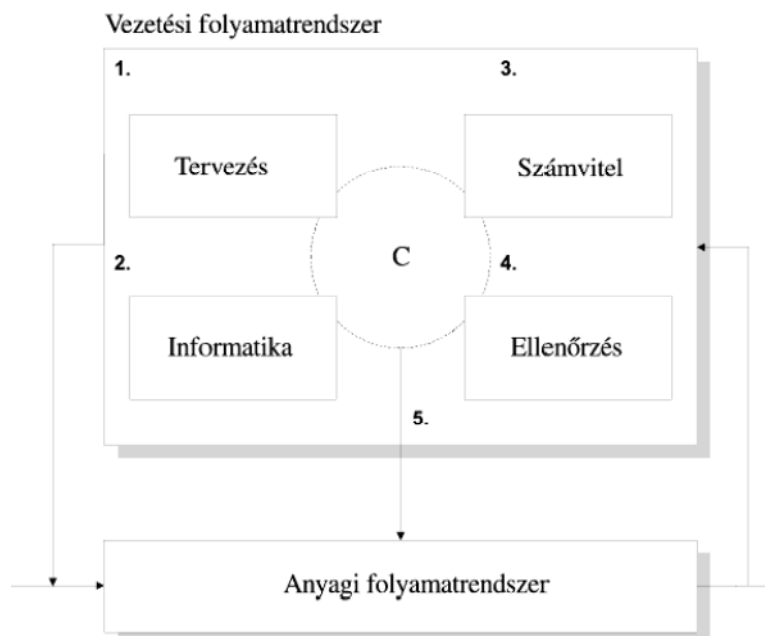 Vezetési folyamatrendszer
1.
3.
Tervezés
Számvitel
C
2.
4.
Informatika
Ellenőrzés
5.
Anyagi folyamatrendszer